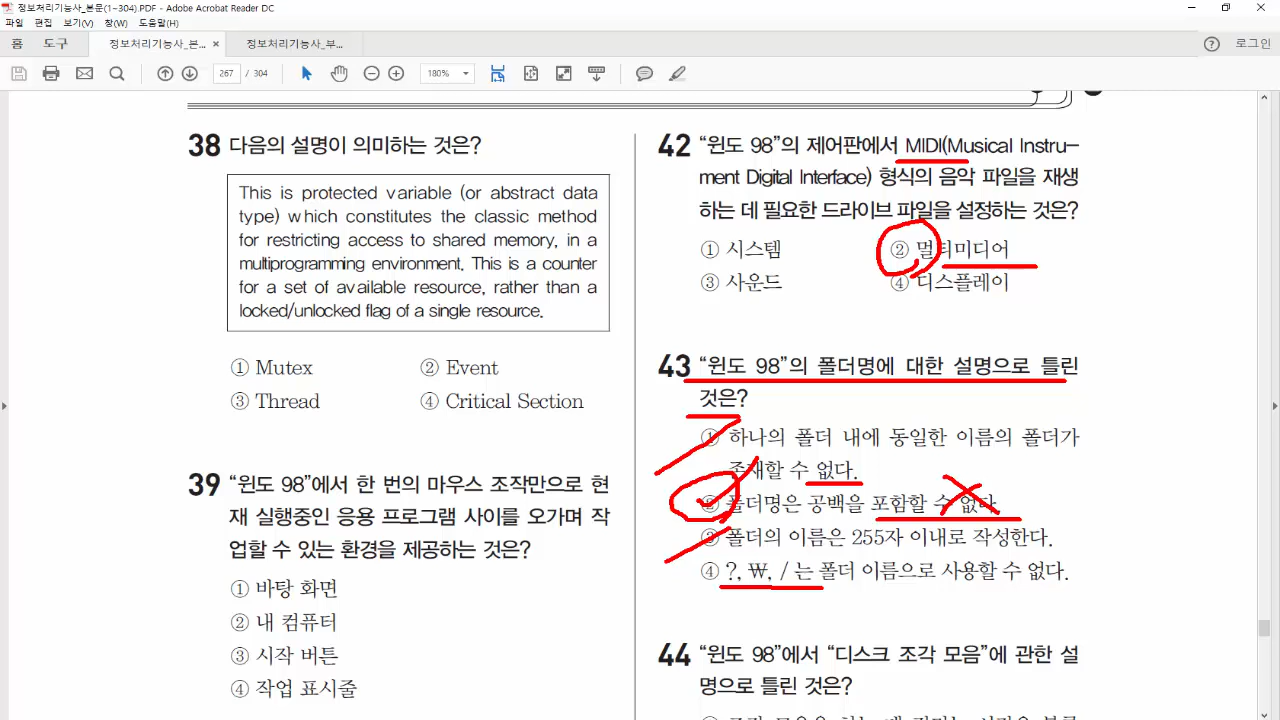 정보처리기능사_본문(1~304).PDF - Adobe Acrobat Reader DC
파일 편집 보기(V) 창(W) 도움말(H)
홈 도구 정보처리기능사_본... × 정보처리기능사_부... 로그인
267 / 304 180%
38 다음의 설명이 의미하는 것은?
This is protected variable (or abstract data
type) which constitutes the classic method
for restricting access to shared memory, in a
multiprogramming environment. This is a counter
for a set of available resource, rather than a
locked/unlocked flag of a single resource.
① Mutex ② Event
③ Thread ④ Critical Section
39 "윈도 98"에서 한 번의 마우스 조작만으로 현
재 실행중인 응용 프로그램 사이를 오가며 작
업할 수 있는 환경을 제공하는 것은?
① 바탕 화면
② 내 컴퓨터
③ 시작 버튼
④ 작업 표시줄
42 "윈도 98"의 제어판에서 MIDI(Musical Instru-
ment Digital Interface) 형식의 음악 파일을 재생
하는 데 필요한 드라이브 파일을 설정하는 것은?
① 시스템 ② 멀티미디어
③ 사운드 ④ 디스플레이
43 "윈도 98"의 폴더명에 대한 설명으로 틀린
것은?
① 하나의 폴더 내에 동일한 이름의 폴더가
존재할 수 없다.
② 폴더명은 공백을 포함할 수 없다.
③ 폴더의 이름은 255자 이내로 작성한다.
④ ?, ₩, / 는 폴더 이름으로 사용할 수 없다.
44 "윈도 98"에서 "디스크 조각 모음"에 관한 설
명으로 틀린 것은?